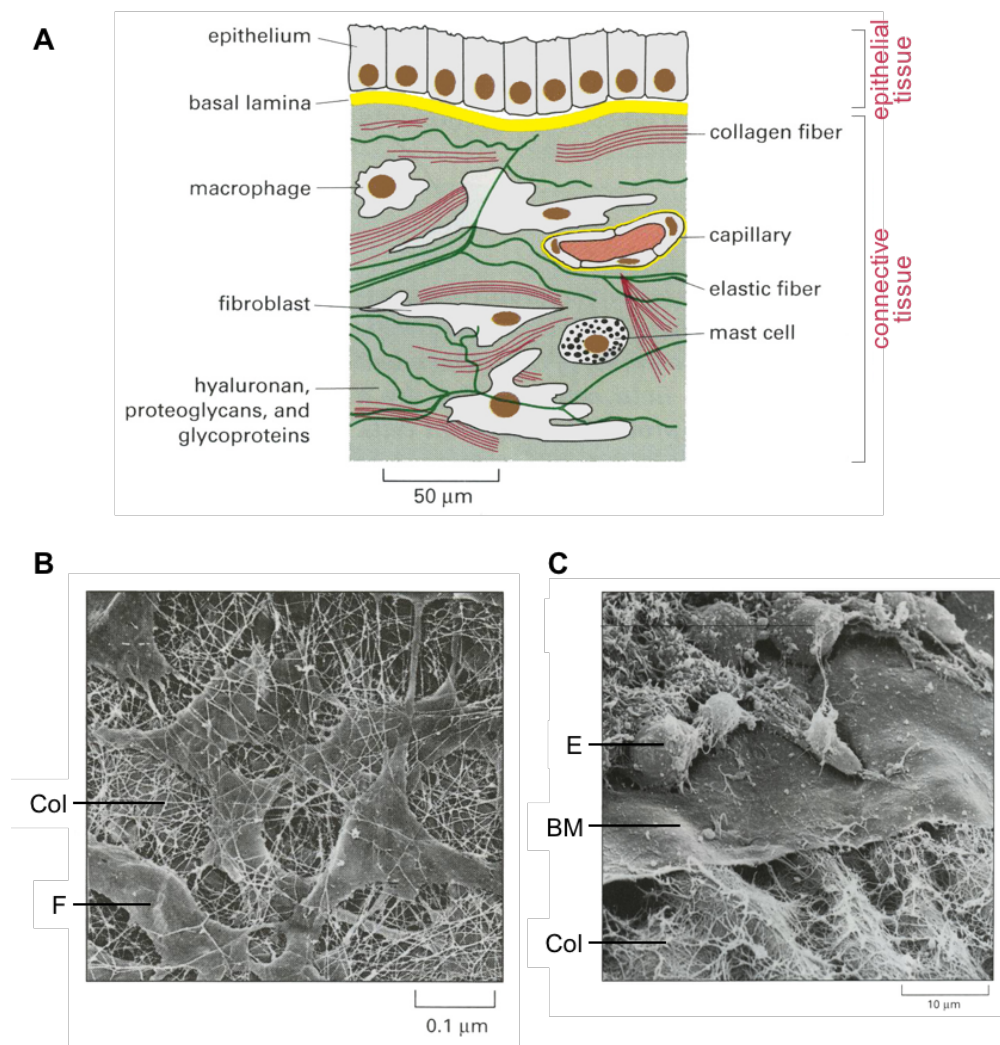 A
epithelium
basal lamina
macrophage
fibroblast
hyaluronan,
proteoglycans, and
glycoproteins
collagen fiber
capillary
elastic fiber
mast cell
epithelial
tissue
connective
tissue
50 µm
B
Col
F
0.1 µm
C
E
BM
Col
10 µm